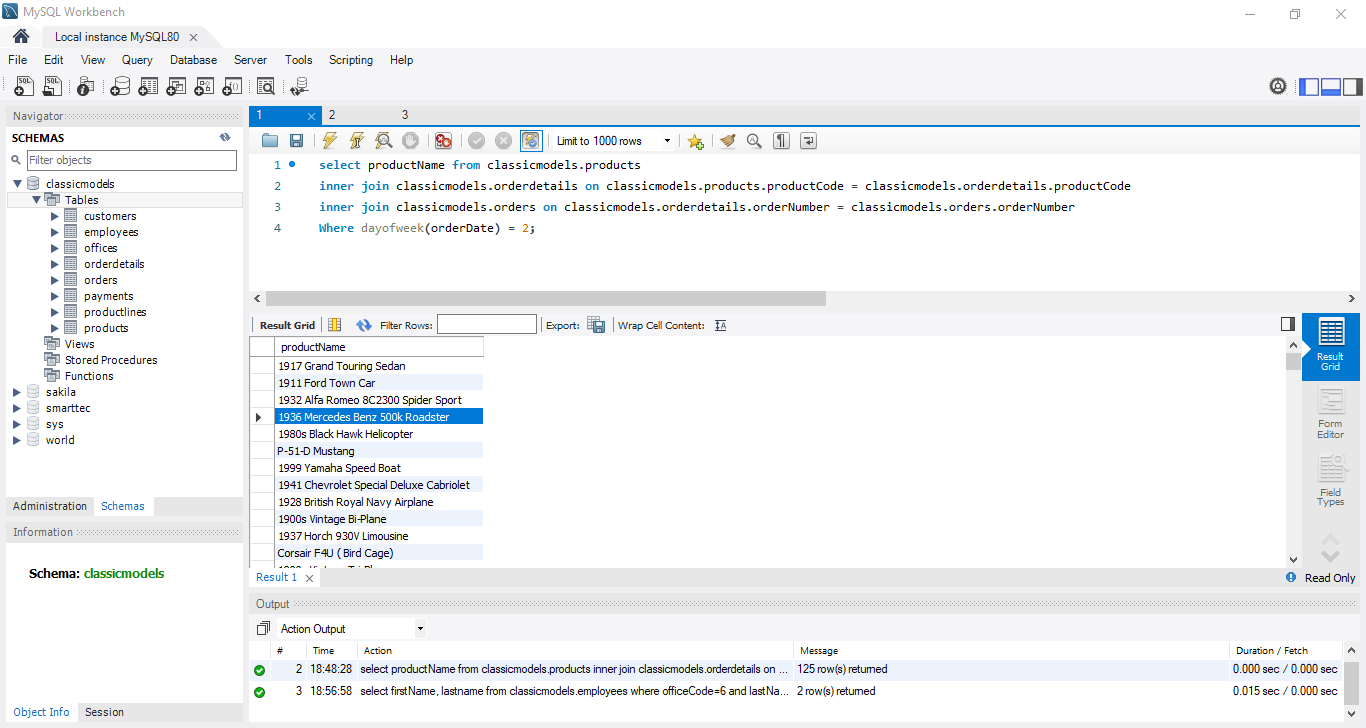 MySQL Workbench
Local instance MySQL80
File Edit View Query Database Server Tools Scripting Help
Navigator
SCHEMAS
Filter objects
classicmodels
Tables
customers
employees
offices
orderdetails
orders
payments
productlines
products
Views
Stored Procedures
Functions
sakila
smarttec
sys
world
Administration Schemas
Information
Schema: classicmodels
Object Info Session
1 2 3
Limit to 1000 rows
1 select productName from classicmodels.products
2 inner join classicmodels.orderdetails on classicmodels.products.productCode = classicmodels.orderdetails.productCode
3 inner join classicmodels.orders on classicmodels.orderdetails.orderNumber = classicmodels.orders.orderNumber
4 Where dayofweek(orderDate) = 2;
Result Grid Filter Rows: Export: Wrap Cell Content:
productName
1917 Grand Touring Sedan
1911 Ford Town Car
1932 Alfa Romeo 8C2300 Spider Sport
1936 Mercedes Benz 500k Roadster
1980s Black Hawk Helicopter
P-51-D Mustang
1999 Yamaha Speed Boat
1941 Chevrolet Special Deluxe Cabriolet
1928 British Royal Navy Airplane
1900s Vintage Bi-Plane
1937 Horch 930V Limousine
Corsair F4U ( Bird Cage)
Result
Grid
Form
Editor
Field
Types
Result 1
Read Only
Output
Action Output
# Time Action Message Duration / Fetch
2 18:48:28 select productName from classicmodels.products inner join classicmodels.orderdetails on ... 125 row(s) returned 0.000 sec / 0.000 sec
3 18:56:58 select firstName, lastname from classicmodels.employees where officeCode=6 and lastNa... 2 row(s) returned 0.015 sec / 0.000 sec